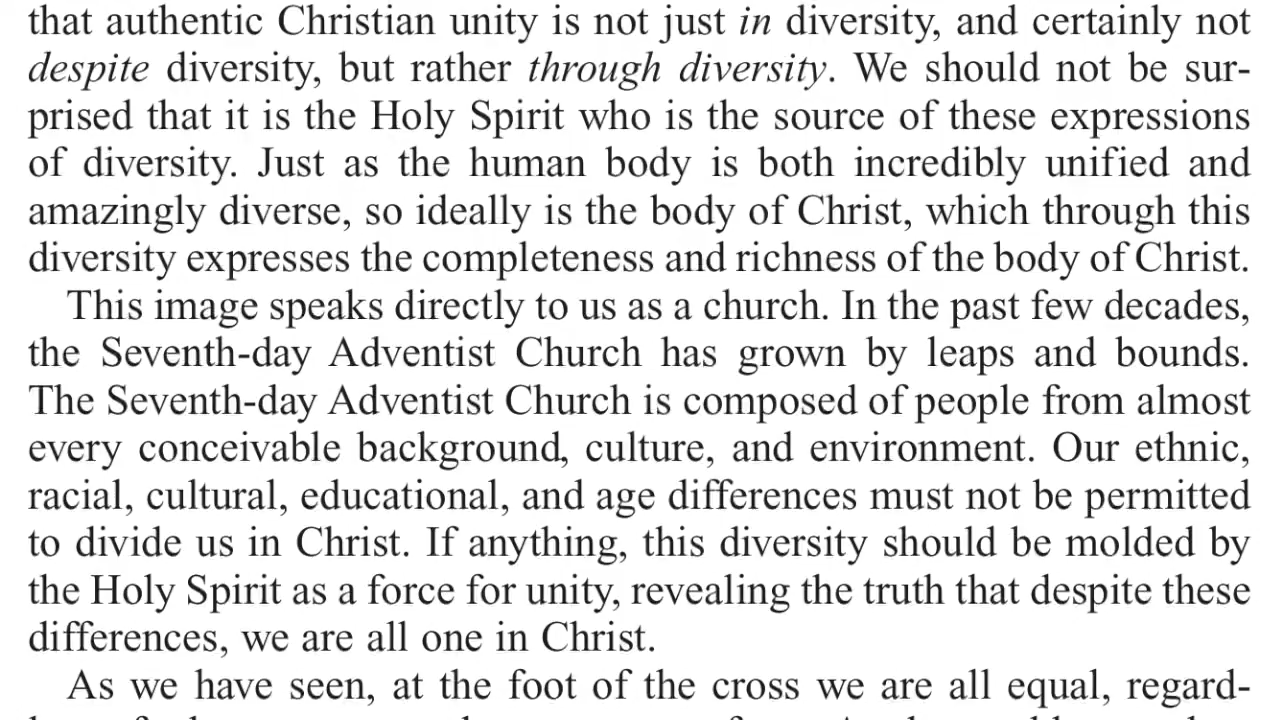 that authentic Christian unity is not just in diversity, and certainly not
despite diversity, but rather through diversity. We should not be sur-
prised that it is the Holy Spirit who is the source of these expressions
of diversity. Just as the human body is both incredibly unified and
amazingly diverse, so ideally is the body of Christ, which through this
diversity expresses the completeness and richness of the body of Christ.
This image speaks directly to us as a church. In the past few decades,
the Seventh-day Adventist Church has grown by leaps and bounds.
The Seventh-day Adventist Church is composed of people from almost
every conceivable background, culture, and environment. Our ethnic,
racial, cultural, educational, and age differences must not be permitted
to divide us in Christ. If anything, this diversity should be molded by
the Holy Spirit as a force for unity, revealing the truth that despite these
differences, we are all one in Christ.
As we have seen, at the foot of the cross we are all equal, regard-